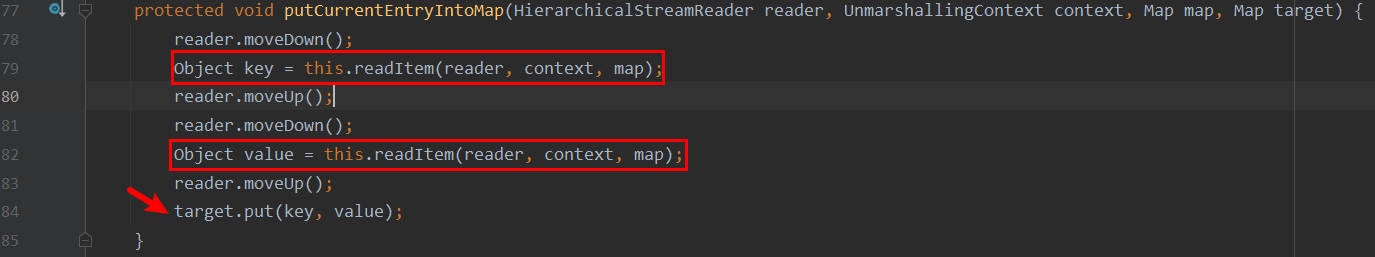 77 protected void putCurrentEntryIntoMap(HierarchicalStreamReader reader, UnmarshallingContext context, Map map, Map target) {
78 reader.moveDown();
79 Object key = this.readItem(reader, context, map);
80 reader.moveUp();
81 reader.moveDown();
82 Object value = this.readItem(reader, context, map);
83 reader.moveUp();
84 target.put(key, value);
85 }